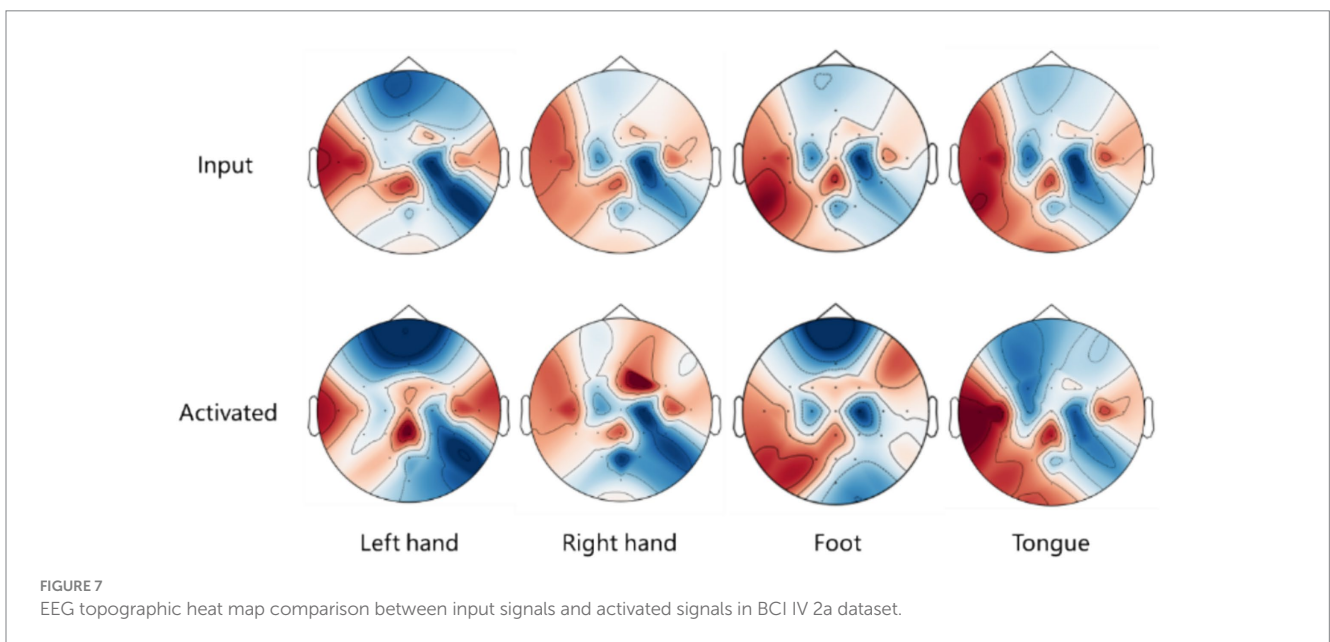 Input
Activated
Left hand
Right hand
Foot
Tongue
FIGURE 7
EEG topographic heat map comparison between input signals and activated signals in BCI IV 2a dataset.